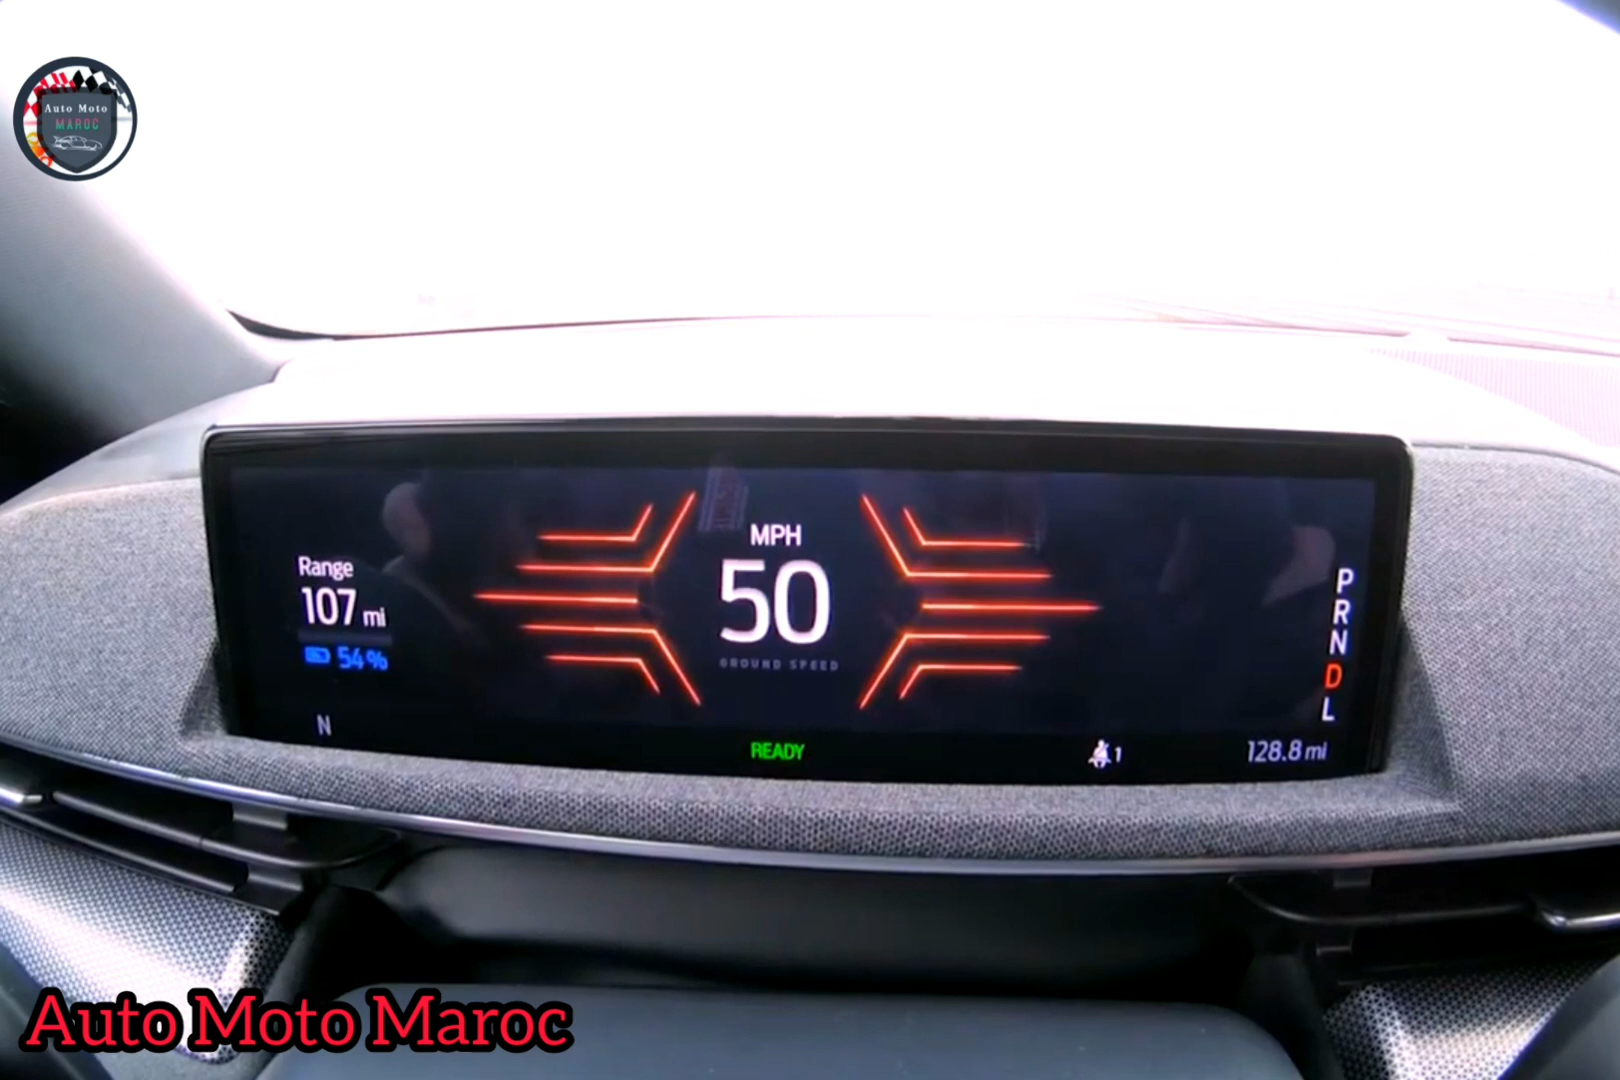 Auto Moto
MAROC
MPH
50
GROUND SPEED
Range
107 mi
54%
N
READY
1
P
R
N
D
L
128.8 mi
Auto Moto Maroc